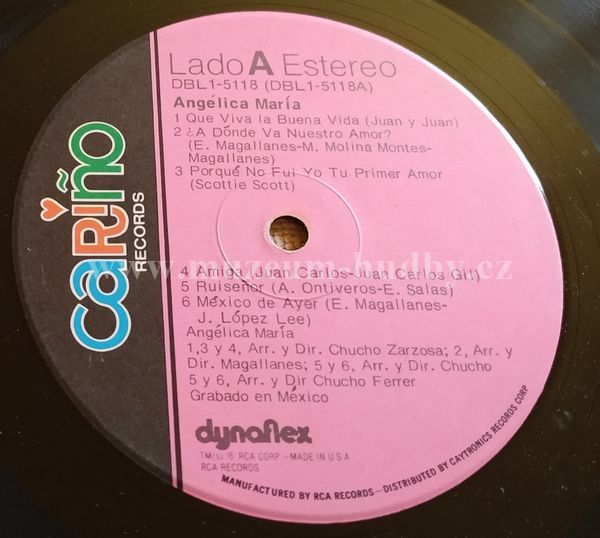 Lado A Estereo
DBL1-5118 (DBL1-5118A)
Angélica María
1 Que Viva la Buena Vida (Juan y Juan)
2 ¿A Dónde Va Nuestro Amor?
(E. Magallanes-M. Molina Montes-
Magallanes)
3 Porqué No Fuí Yo Tu Primer Amor
(Scottie Scott)
CARIÑO
RECORDS
www.muzeum-hudby.cz
4 Amiga (Juan Carlos-Juan Carlos Gil)
5 Ruiseñor (A. Ontiveros-E. Salas)
6 México de Ayer (E. Magallanes-
J. López Lee)
Angélica María
1,3 y 4, Arr. y Dir. Chucho Zarzosa; 2, Arr. y
Dir. Magallanes; 5 y 6, Arr. y Dir. Chucho
5 y 6, Arr. y Dir Chucho Ferrer
Grabado en México
dynaflex
TM(s) ® RCA CORP.-MADE IN U.S.A.
RCA RECORDS
MANUFACTURED BY RCA RECORDS-DISTRIBUTED BY CAYTRONICS RECORDS CORP